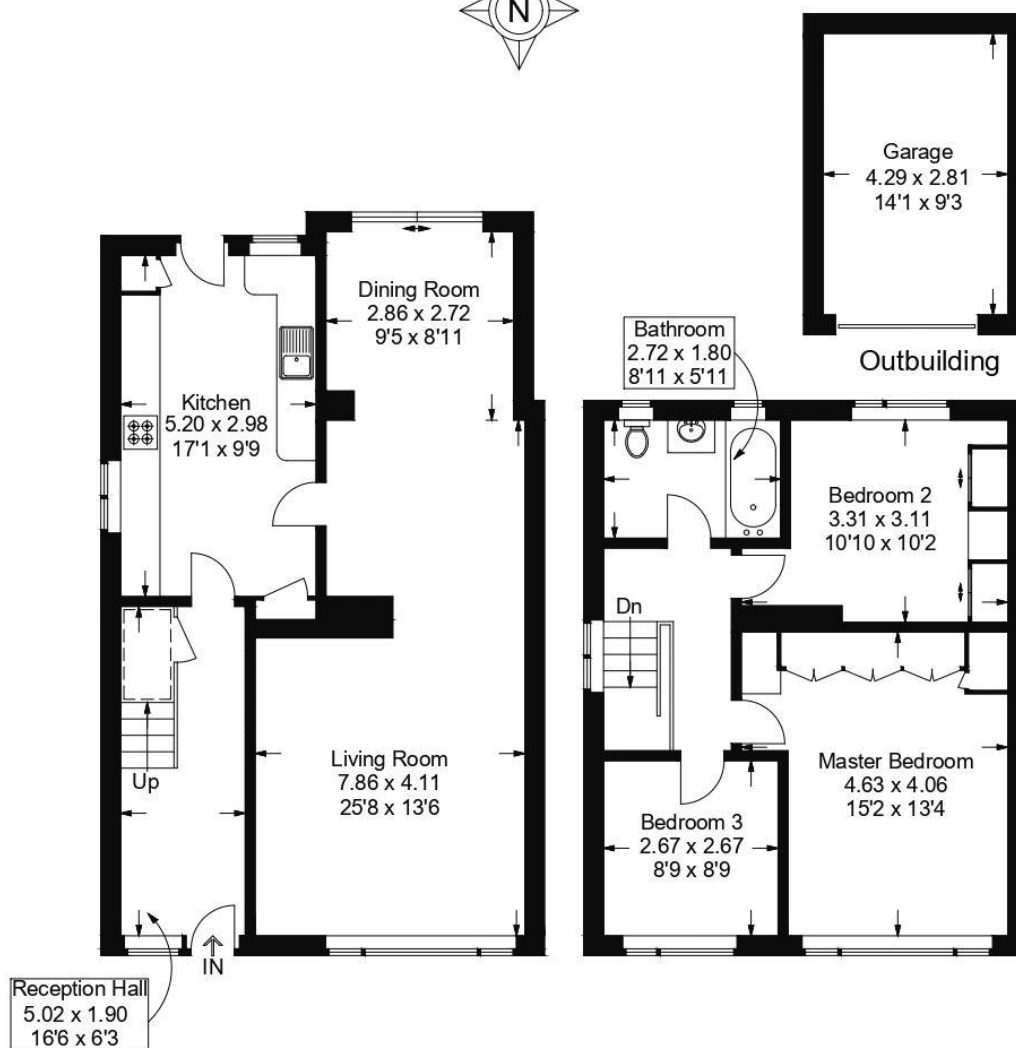 N
Garage
4.29 x 2.81
14'1 x 9'3
Outbuilding
Dining Room
2.86 x 2.72
9'5 x 8'11
Kitchen
5.20 x 2.98
17'1 x 9'9
Bathroom
2.72 x 1.80
8'11 x 5'11
Bedroom 2
3.31 x 3.11
10'10 x 10'2
Dn
Up
Living Room
7.86 x 4.11
25'8 x 13'6
Master Bedroom
4.63 x 4.06
15'2 x 13'4
Bedroom 3
2.67 x 2.67
8'9 x 8'9
IN
Reception Hall
5.02 x 1.90
16'6 x 6'3